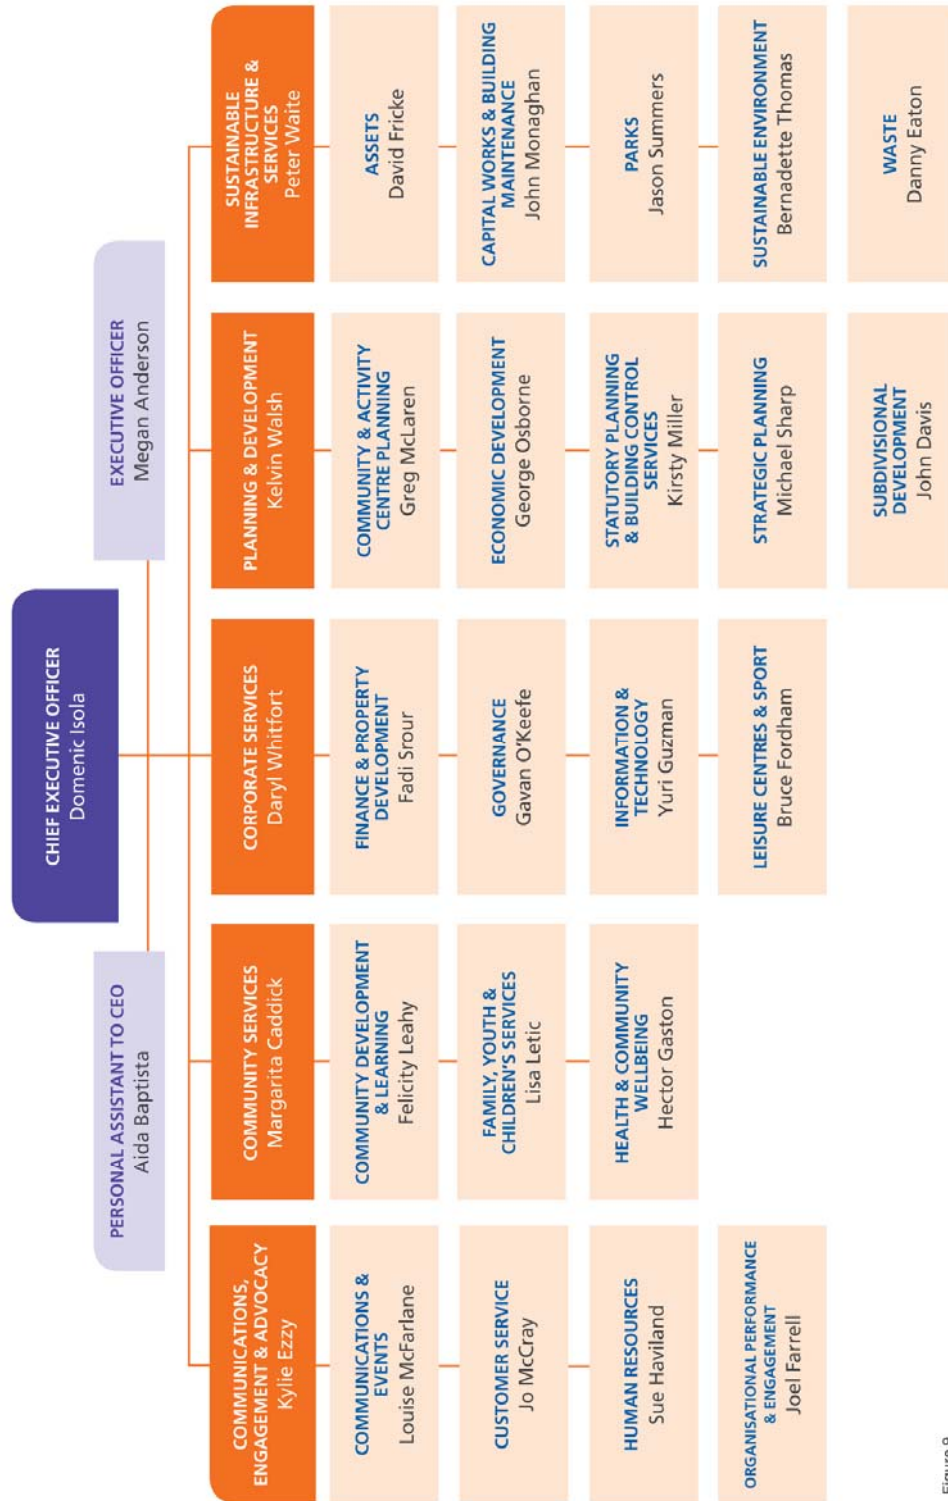 CHIEF EXECUTIVE OFFICER
Domenic Isola
PERSONAL ASSISTANT TO CEO
Aida Baptista
EXECUTIVE OFFICER
Megan Anderson
COMMUNICATIONS,
ENGAGEMENT & ADVOCACY
Kylie Ezzy
COMMUNICATIONS &
EVENTS
Louise McFarlane
CUSTOMER SERVICE
Jo McCray
HUMAN RESOURCES
Sue Haviland
ORGANISATIONAL PERFORMANCE
& ENGAGEMENT
Joel Farrell
COMMUNITY SERVICES
Margarita Caddick
COMMUNITY DEVELOPMENT
& LEARNING
Felicity Leahy
FAMILY, YOUTH &
CHILDREN'S SERVICES
Lisa Letic
HEALTH & COMMUNITY
WELLBEING
Hector Gaston
CORPORATE SERVICES
Daryl Whitfort
FINANCE & PROPERTY
DEVELOPMENT
Fadi Srour
GOVERNANCE
Gavan O'Keefe
INFORMATION &
TECHNOLOGY
Yuri Guzman
LEISURE CENTRES & SPORT
Bruce Fordham
PLANNING & DEVELOPMENT
Kelvin Walsh
COMMUNITY & ACTIVITY
CENTRE PLANNING
Greg McLaren
ECONOMIC DEVELOPMENT
George Osborne
STATUTORY PLANNING
& BUILDING CONTROL
SERVICES
Kirsty Miller
STRATEGIC PLANNING
Michael Sharp
SUBDIVISIONAL
DEVELOPMENT
John Davis
SUSTAINABLE
INFRASTRUCTURE &
SERVICES
Peter Waite
ASSETS
David Fricke
CAPITAL WORKS & BUILDING
MAINTENANCE
John Monaghan
PARKS
Jason Summers
SUSTAINABLE ENVIRONMENT
Bernadette Thomas
WASTE
Danny Eaton
Figure 9